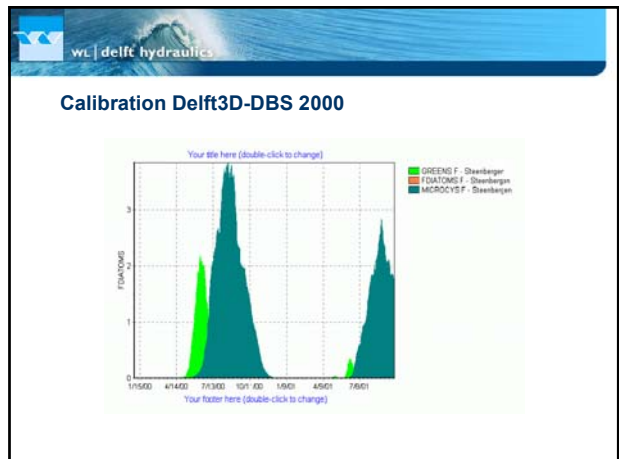 WL | delft hydraulics
Calibration Delft3D-DBS 2000
Your title here (double-click to change)
GREENS F - Steenberger
FDIATOMS F - Steenbergen
MICROCYS F - Steenbergen
FDIATOMS
3
2
1
0
1/15/00 4/14/00 7/13/00 10/1 /00 1/9/01 4/9/01 7/8/01
Your footer here (double-click to change)